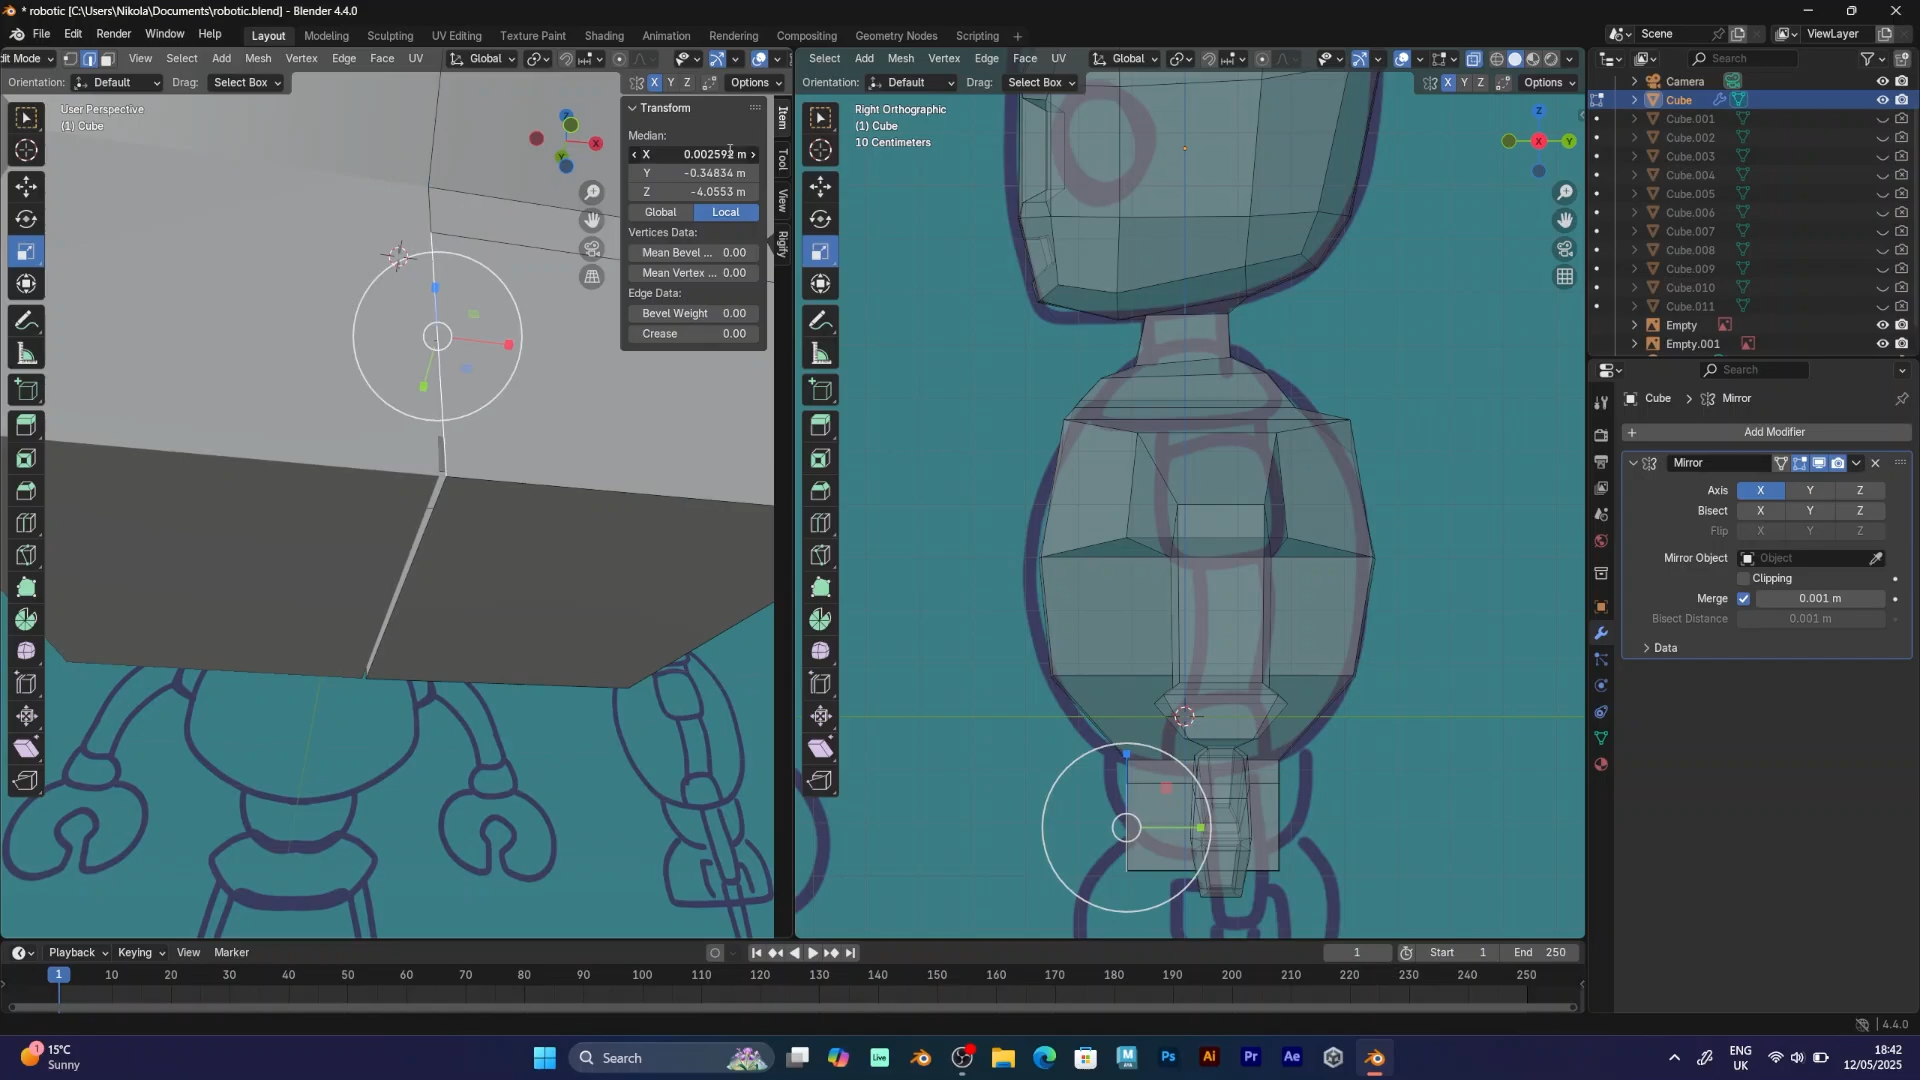 * robotic [C:\Users\Nikola\Documents\robotic.blend] - Blender 4.4.0
File Edit Render Window Help Layout Modeling Sculpting UV Editing Texture Paint Shading Animation Rendering Compositing Geometry Nodes Scripting + Scene ViewLayer
dit Mode View Select Add Mesh Vertex Edge Face UV Global
Select Add Mesh Vertex Edge Face UV Global
Search
Orientation: Default Drag: Select Box X Y Z Options
Orientation: Default Drag: Select Box X Y Z Options
User Perspective
(1) Cube
Transform
Median:
X 0.002592 m
Y -0.34834 m
Z -4.0553 m
Global Local
Vertices Data:
Mean Bevel ... 0.00
Mean Vertex ... 0.00
Edge Data:
Bevel Weight 0.00
Crease 0.00
Item
Tool
View
Rigify
Z
X
Y
Right Orthographic
(1) Cube
10 Centimeters
Z
X
Y
Camera
Cube
Cube.001
Cube.002
Cube.003
Cube.004
Cube.005
Cube.006
Cube.007
Cube.008
Cube.009
Cube.010
Cube.011
Empty
Empty.001
Search
Cube > Mirror
+ Add Modifier
Mirror
Axis X Y Z
Bisect X Y Z
Flip X Y Z
Mirror Object Object
Clipping
Merge 0.001 m
Bisect Distance 0.001 m
Data
Playback Keying View Marker 1 Start 1 End 250
1 10 20 30 40 50 60 70 80 90 100 110 120 130 140 150 160 170 180 190 200 210 220 230 240 250
4.4.0
1
15°C
Sunny
Search
Live
M
Ps
Ai
Pr
Ae
ENG
UK
18:42
12/05/2025